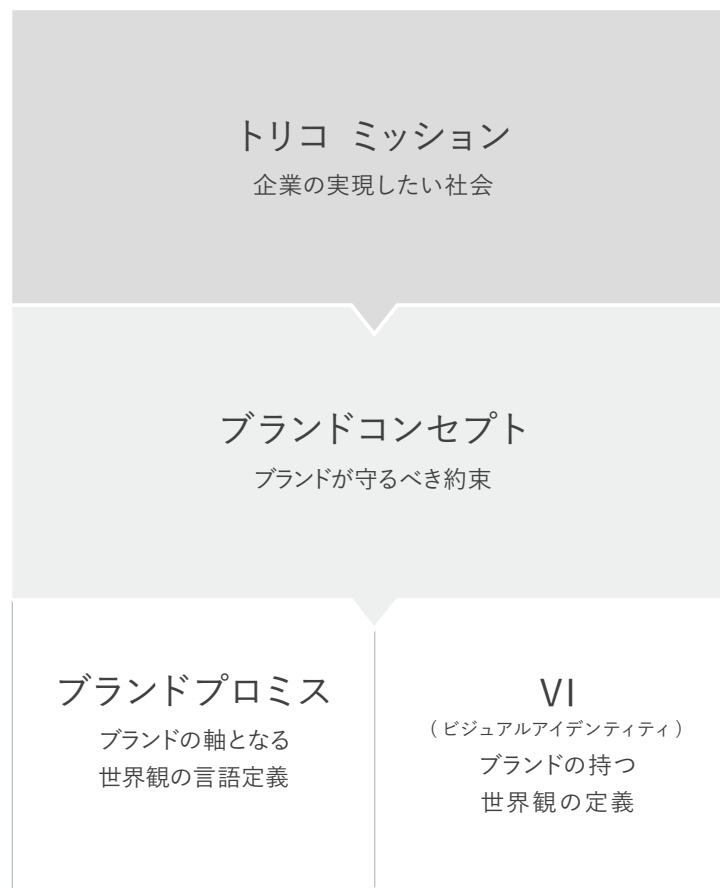 トリコ ミッション
企業の実現したい社会
ブランドコンセプト
ブランドが守るべき約束
ブランドプロミス
ブランドの軸となる
世界観の言語定義
VI
(ビジュアルアイデンティティ)
ブランドの持つ
世界観の定義